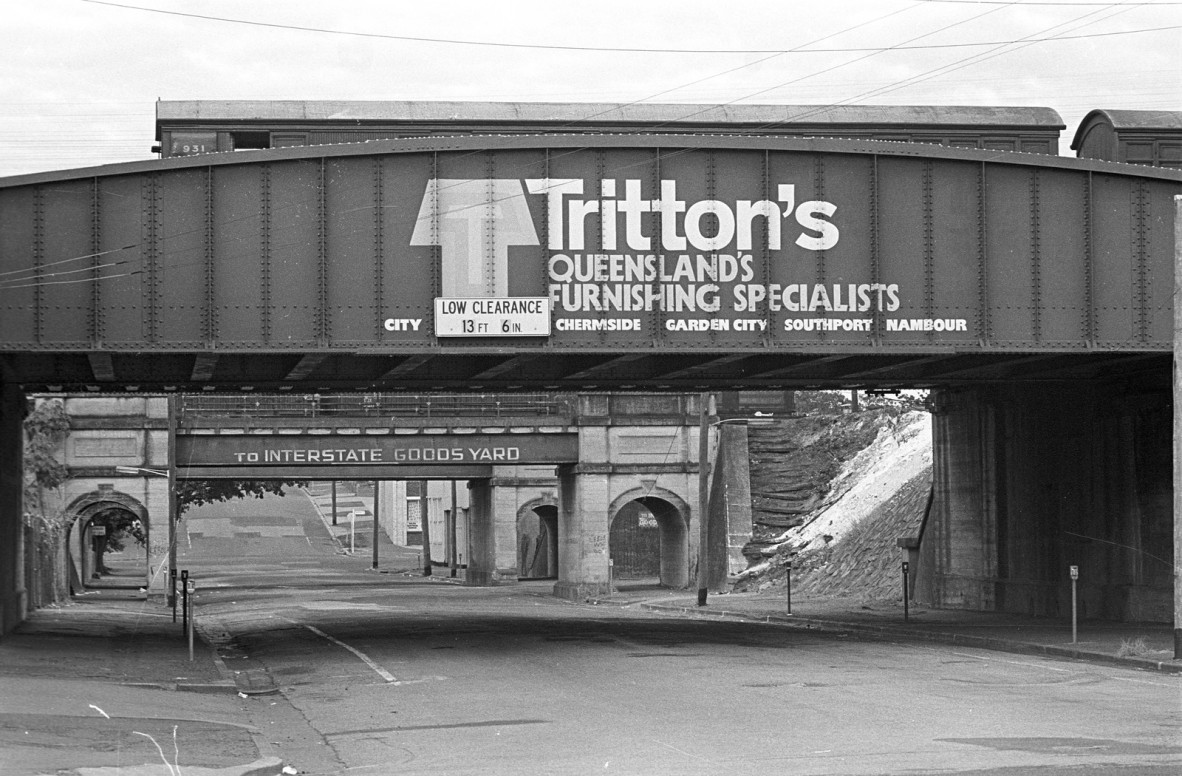 931
Tritton's
QUEENSLAND'S
FURNISHING SPECIALISTS
LOW CLEARANCE
13 FT 6 IN
CITY CHERMSIDE GARDEN CITY SOUTHPORT NAMBOUR
TO INTERSTATE GOODS YARD